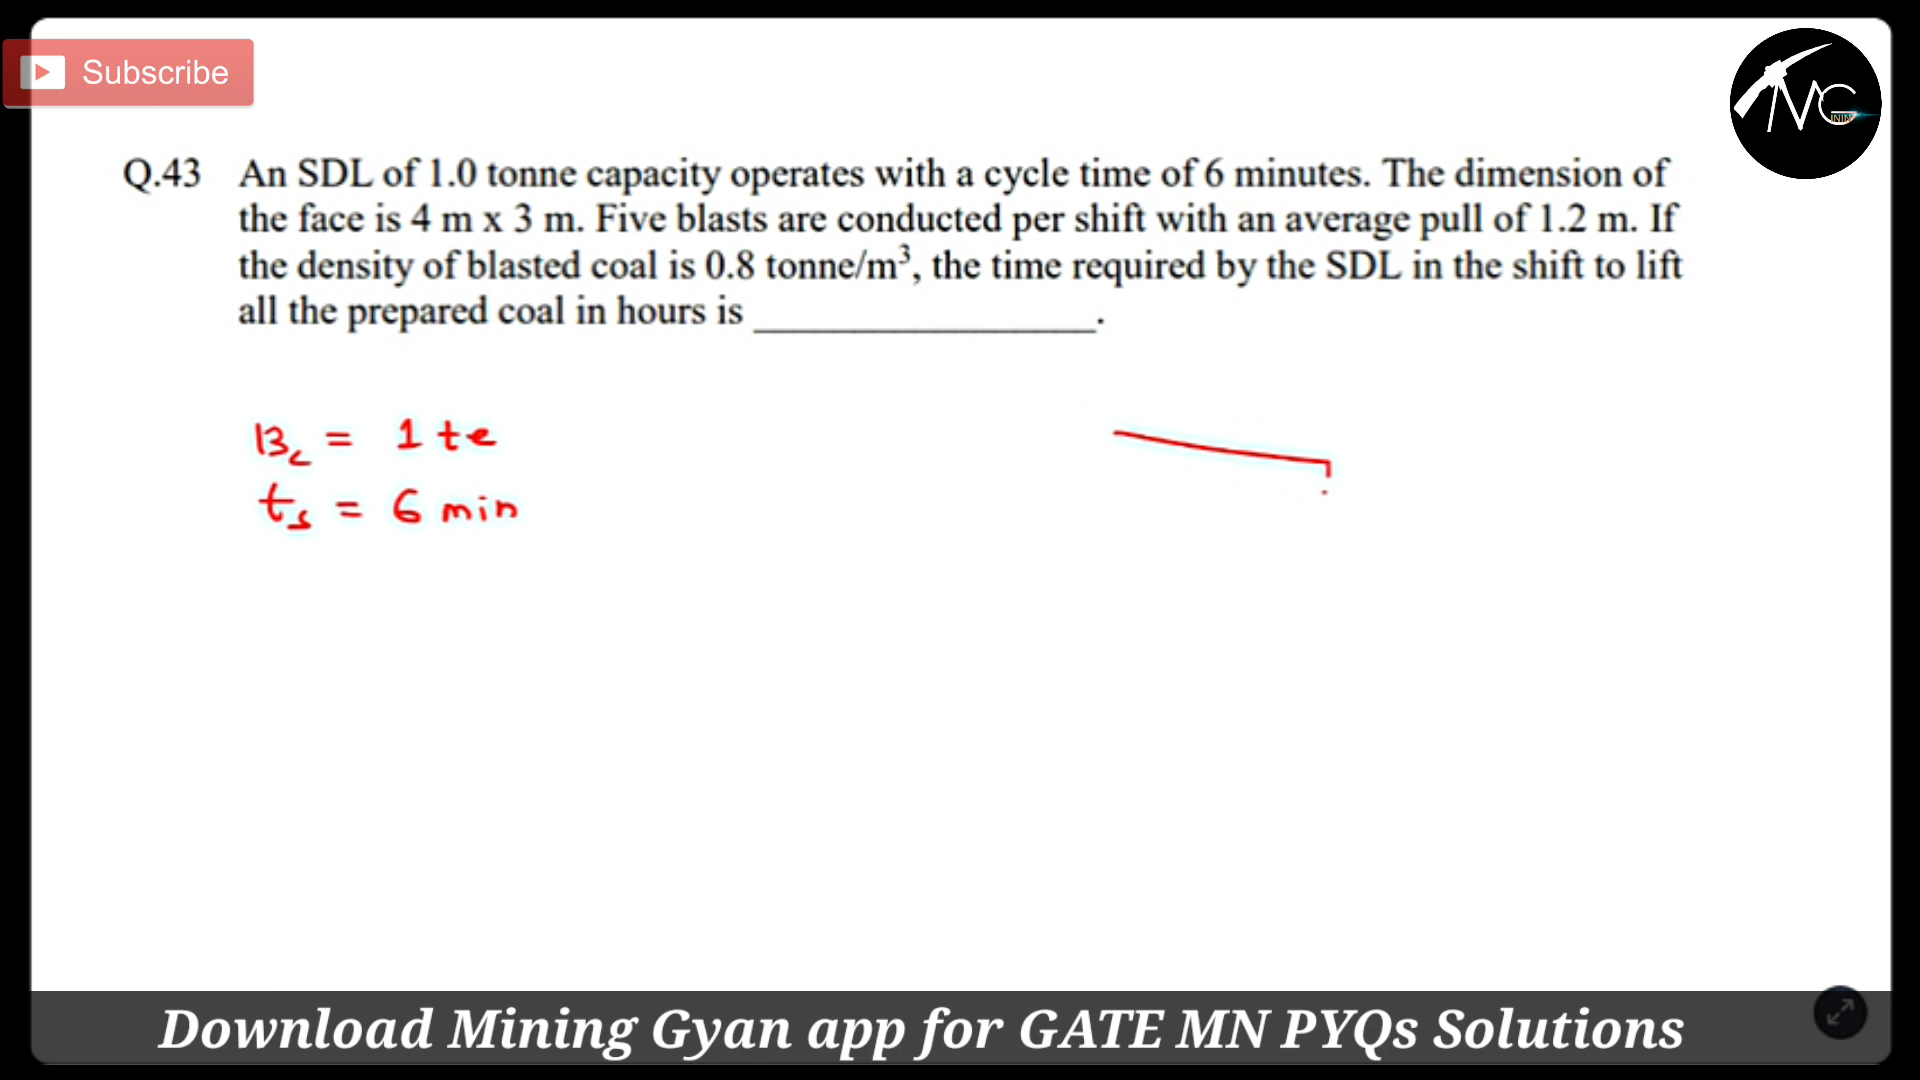 Subscribe
Q.43 An SDL of 1.0 tonne capacity operates with a cycle time of 6 minutes. The dimension of
the face is 4 m x 3 m. Five blasts are conducted per shift with an average pull of 1.2 m. If
the density of blasted coal is 0.8 tonne/m³, the time required by the SDL in the shift to lift
all the prepared coal in hours is ________________.
Bc = 1 te
ts = 6 min
Download Mining Gyan app for GATE MN PYQs Solutions